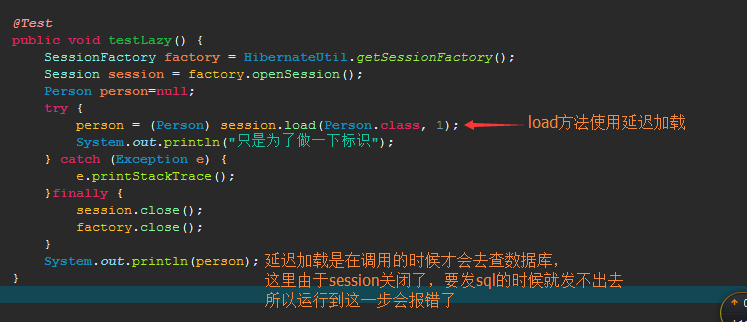 @Test
public void testLazy() {
SessionFactory factory = HibernateUtil.getSessionFactory();
Session session = factory.openSession();
Person person=null;
try {
person = (Person) session.load(Person.class, 1); load方法使用延迟加载
System.out.println("只是为了做一下标识");
} catch (Exception e) {
e.printStackTrace();
}finally {
session.close();
factory.close();
}
System.out.println(person); 延迟加载是在调用的时候才会去查数据库，
这里由于session关闭了，要发sql的时候就发不出去
}
所以运行到这一步会报错了